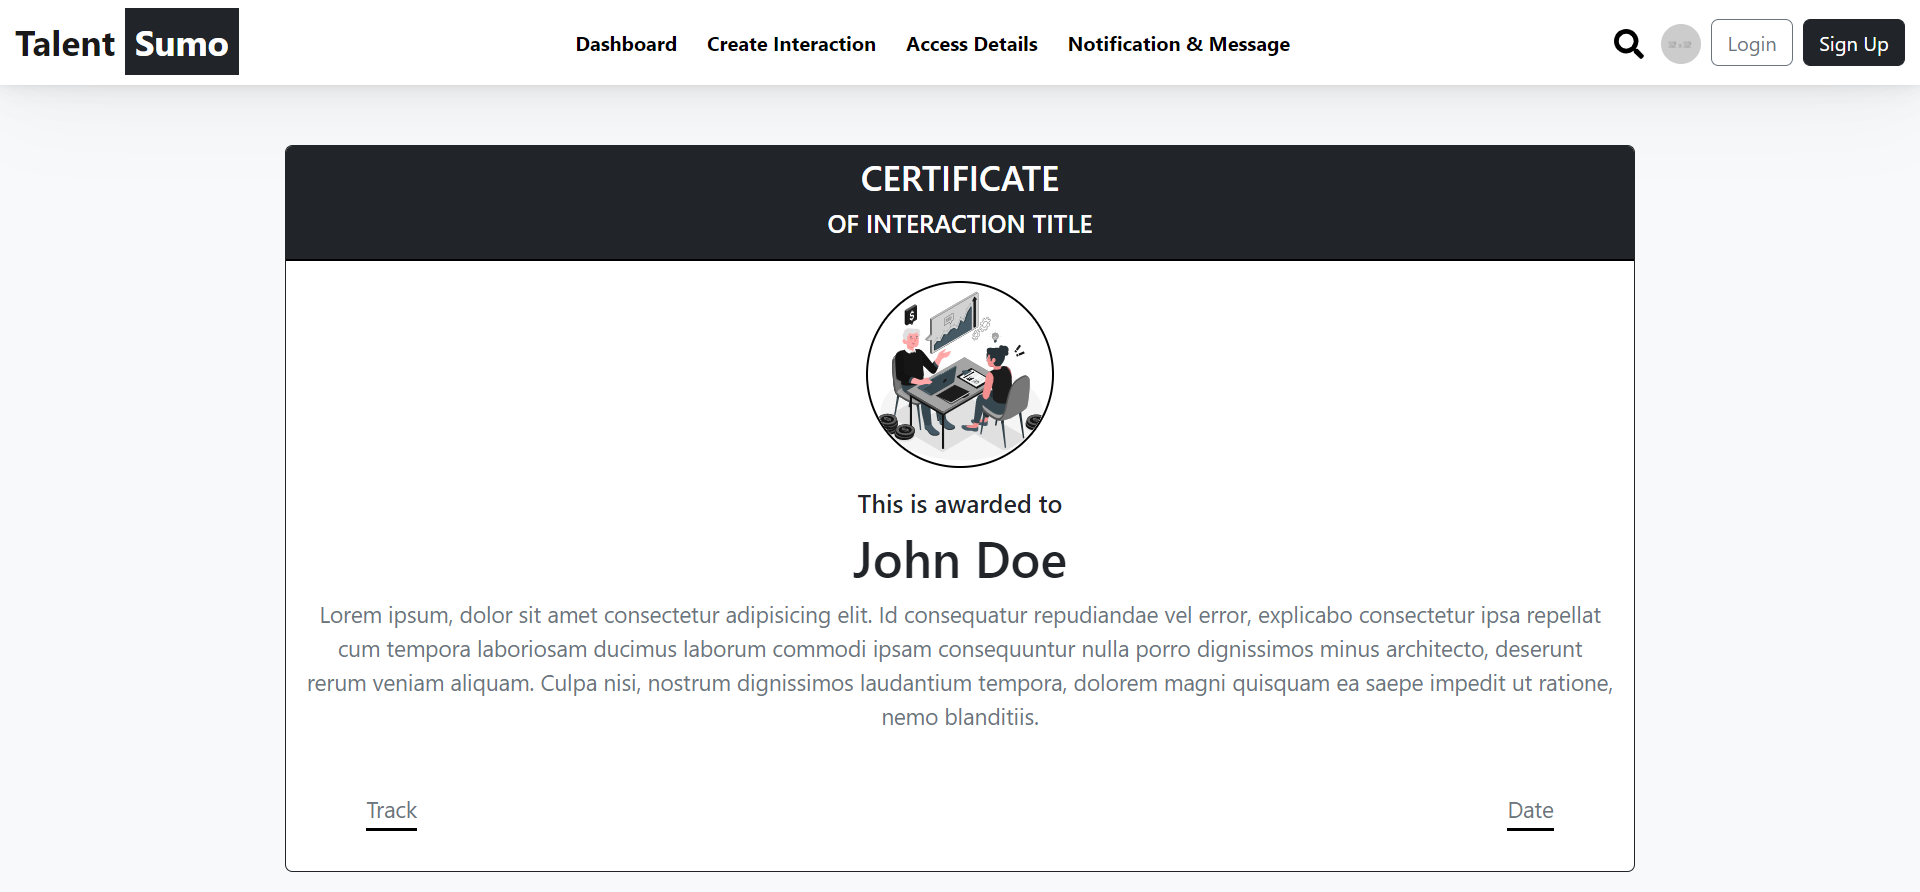 Talent Sumo
Dashboard Create Interaction Access Details Notification & Message
Login Sign Up
CERTIFICATE
OF INTERACTION TITLE
$
This is awarded to
John Doe
Lorem ipsum, dolor sit amet consectetur adipisicing elit. Id consequatur repudiandae vel error, explicabo consectetur ipsa repellat
cum tempora laboriosam ducimus laborum commodi ipsam consequuntur nulla porro dignissimos minus architecto, deserunt
rerum veniam aliquam. Culpa nisi, nostrum dignissimos laudantium tempora, dolorem magni quisquam ea saepe impedit ut ratione,
nemo blanditiis.
Track Date